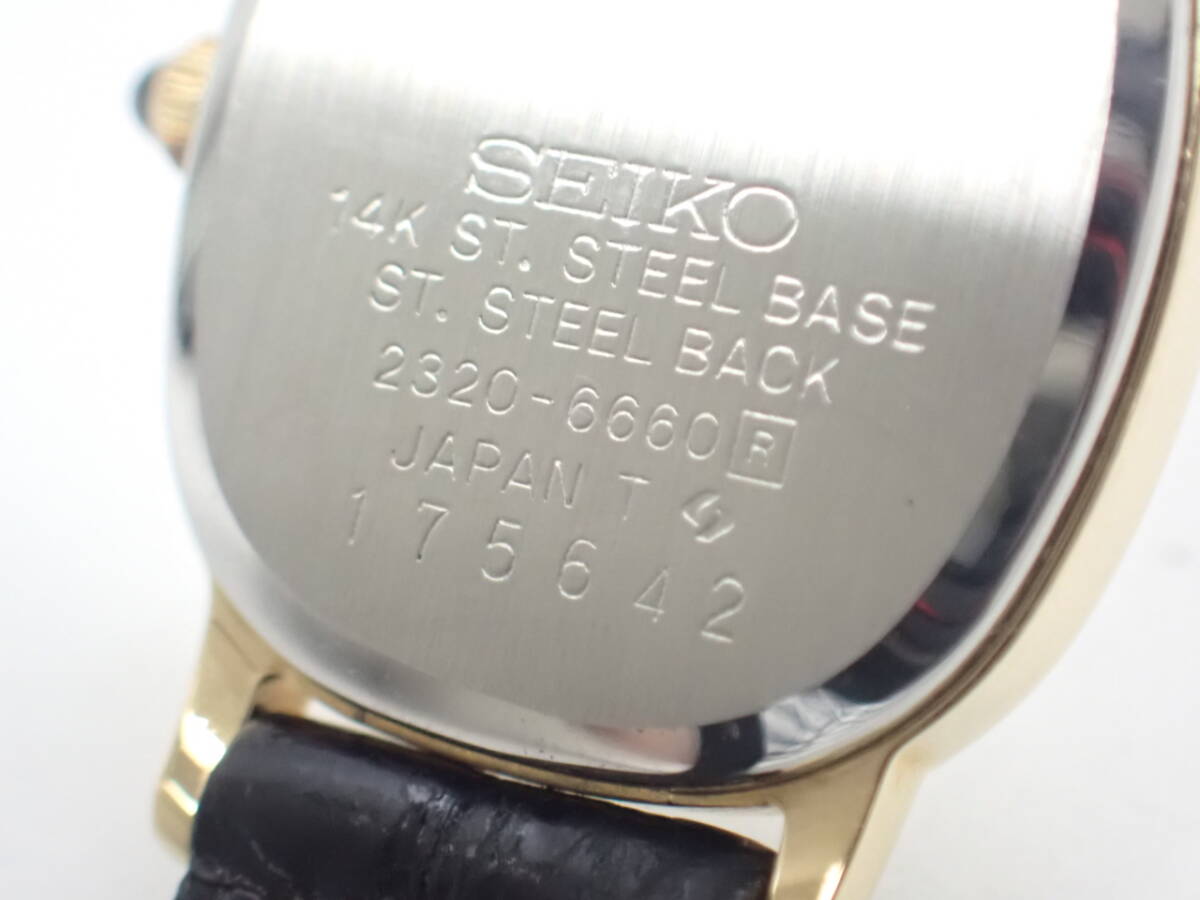 SEIKO
14K ST. STEEL BASE
ST. STEEL BACK
2320-6660 R
JAPAN T
175642